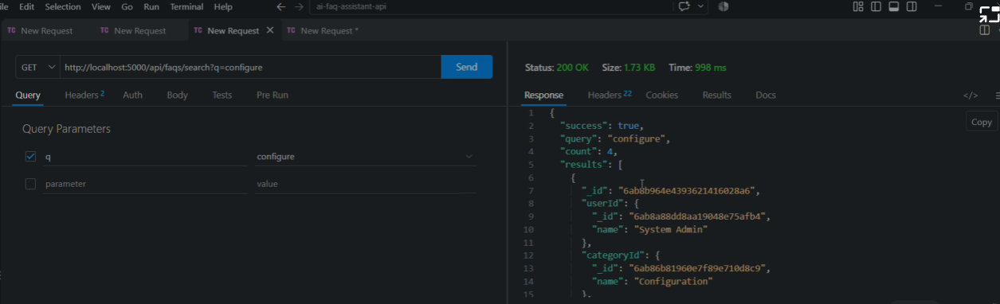 ile Edit Selection View Go Run Terminal Help ai-faq-assistant-api
TC New Request TC New Request TC New Request TC New Request *
GET http://localhost:5000/api/faqs/search?q=configure Send
Query Headers 2 Auth Body Tests Pre Run
Query Parameters
q configure
parameter value
Status: 200 OK Size: 1.73 KB Time: 998 ms
Response Headers 22 Cookies Results Docs </>
Copy
1 {
2 "success": true,
3 "query": "configure",
4 "count": 4,
5 "results": [
6 {
7 "_id": "6ab8b964e4393621416028a6",
8 "userId": {
9 "_id": "6ab8a88dd8aa19048e75afb4",
10 "name": "System Admin"
11 },
12 "categoryId": {
13 "_id": "6ab86b81960e7f89e710d8c9",
14 "name": "Configuration"
15 },